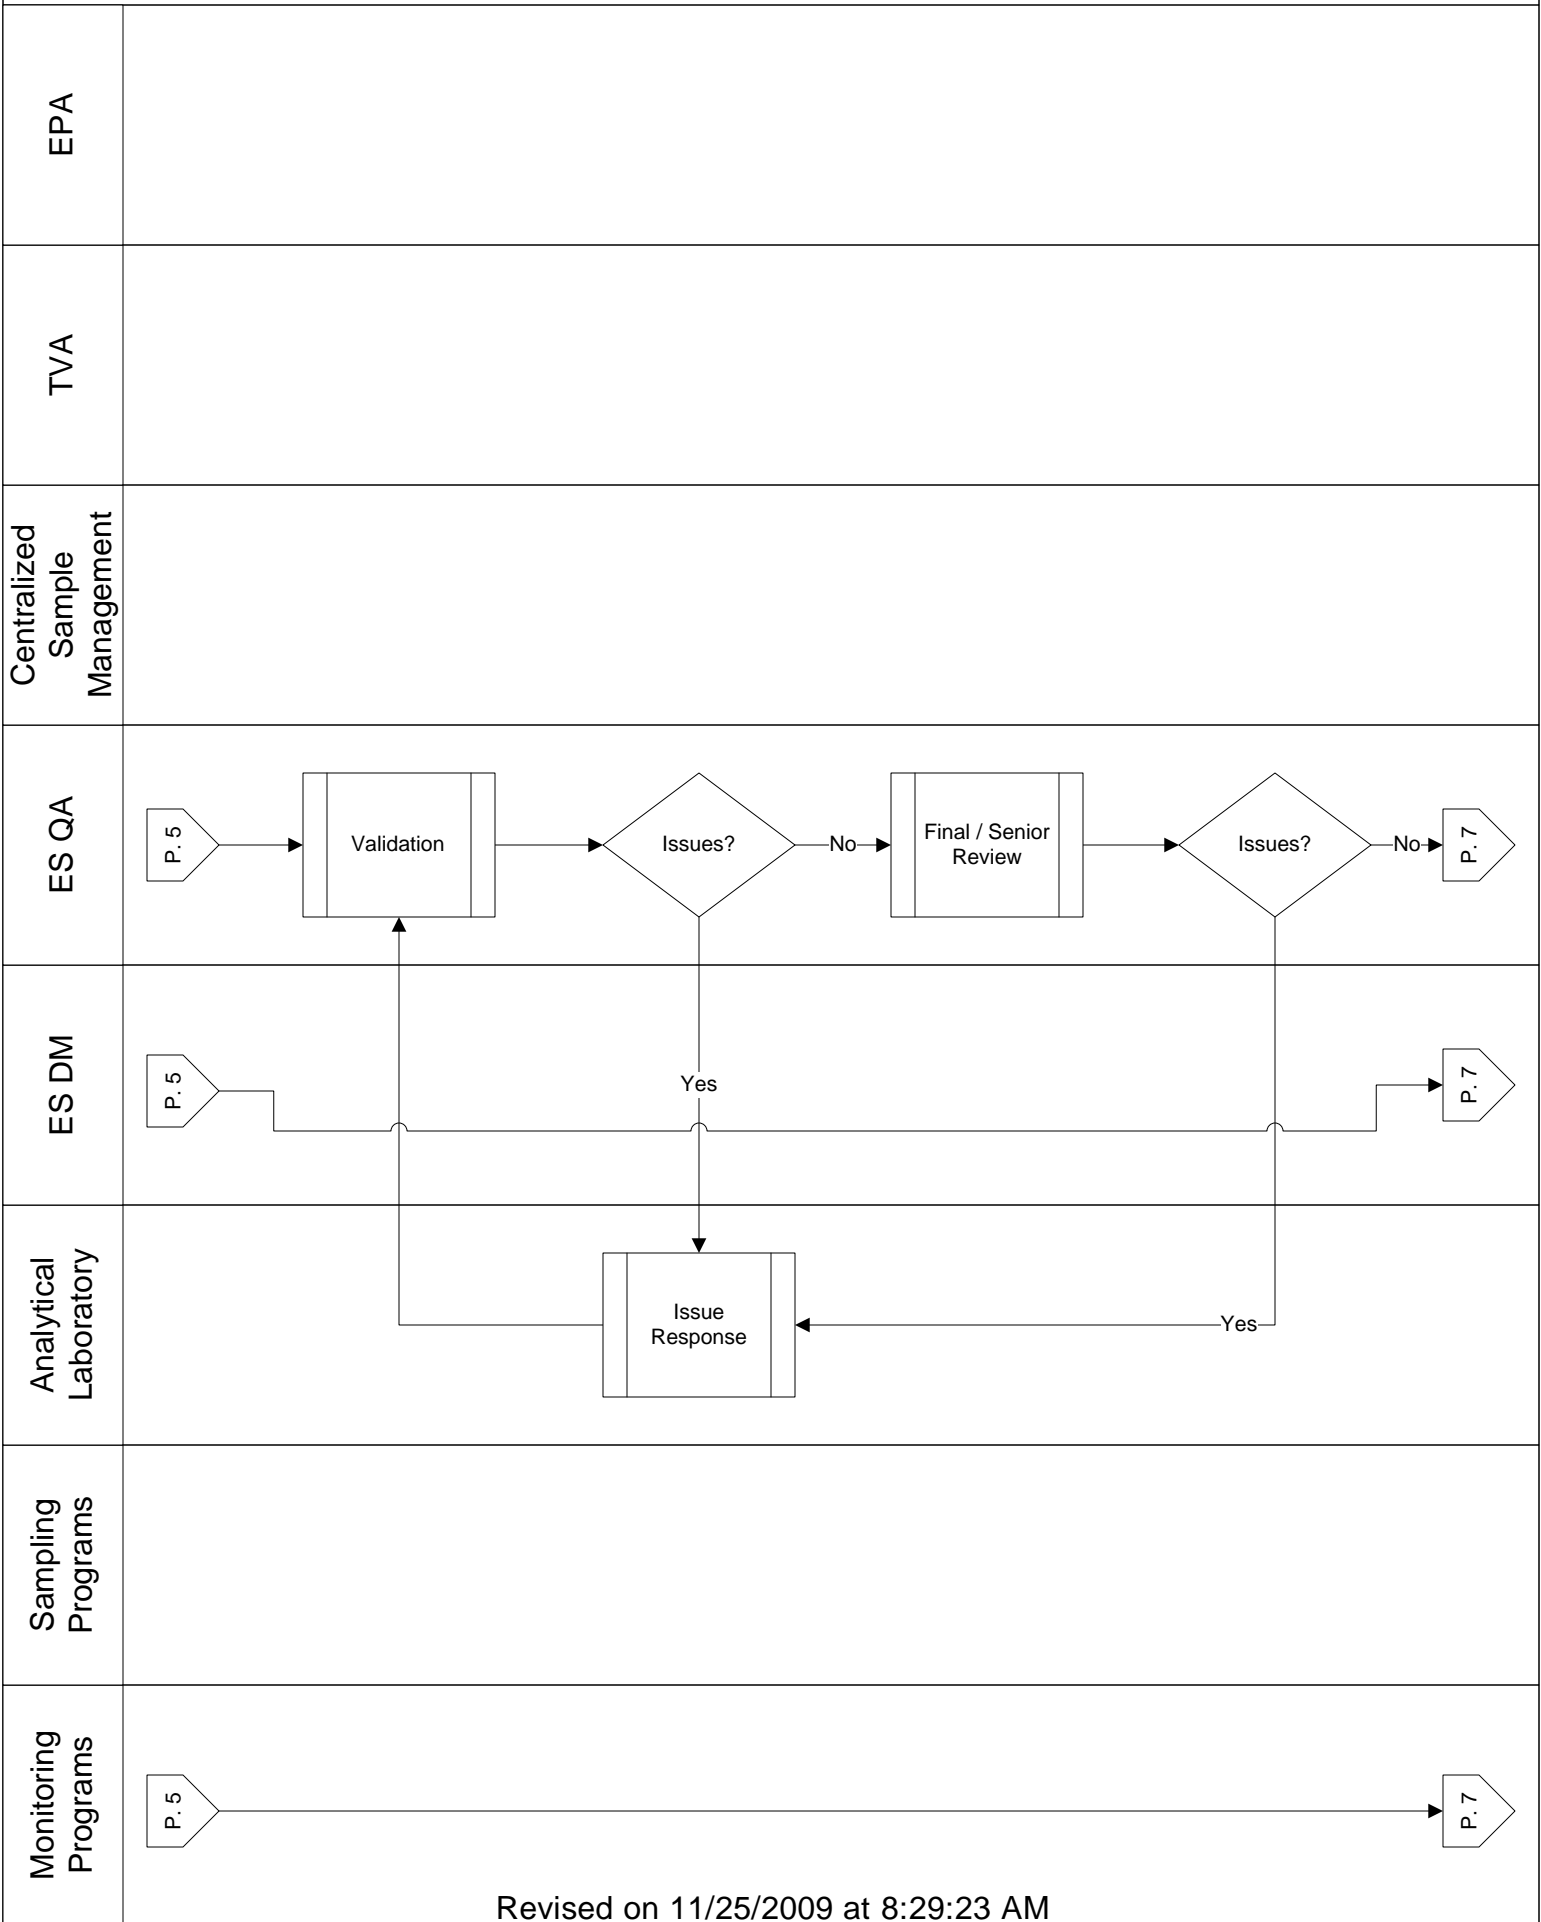 EPA
TVA
Centralized
Sample
Management
ES QA
P. 5
Validation
Issues?
No
Final / Senior
Review
Issues?
No
P. 7
ES DM
P. 5
Yes
P. 7
Analytical
Laboratory
Issue
Response
Yes
Sampling
Programs
Monitoring
Programs
P. 5
P. 7
Revised on 11/25/2009 at 8:29:23 AM